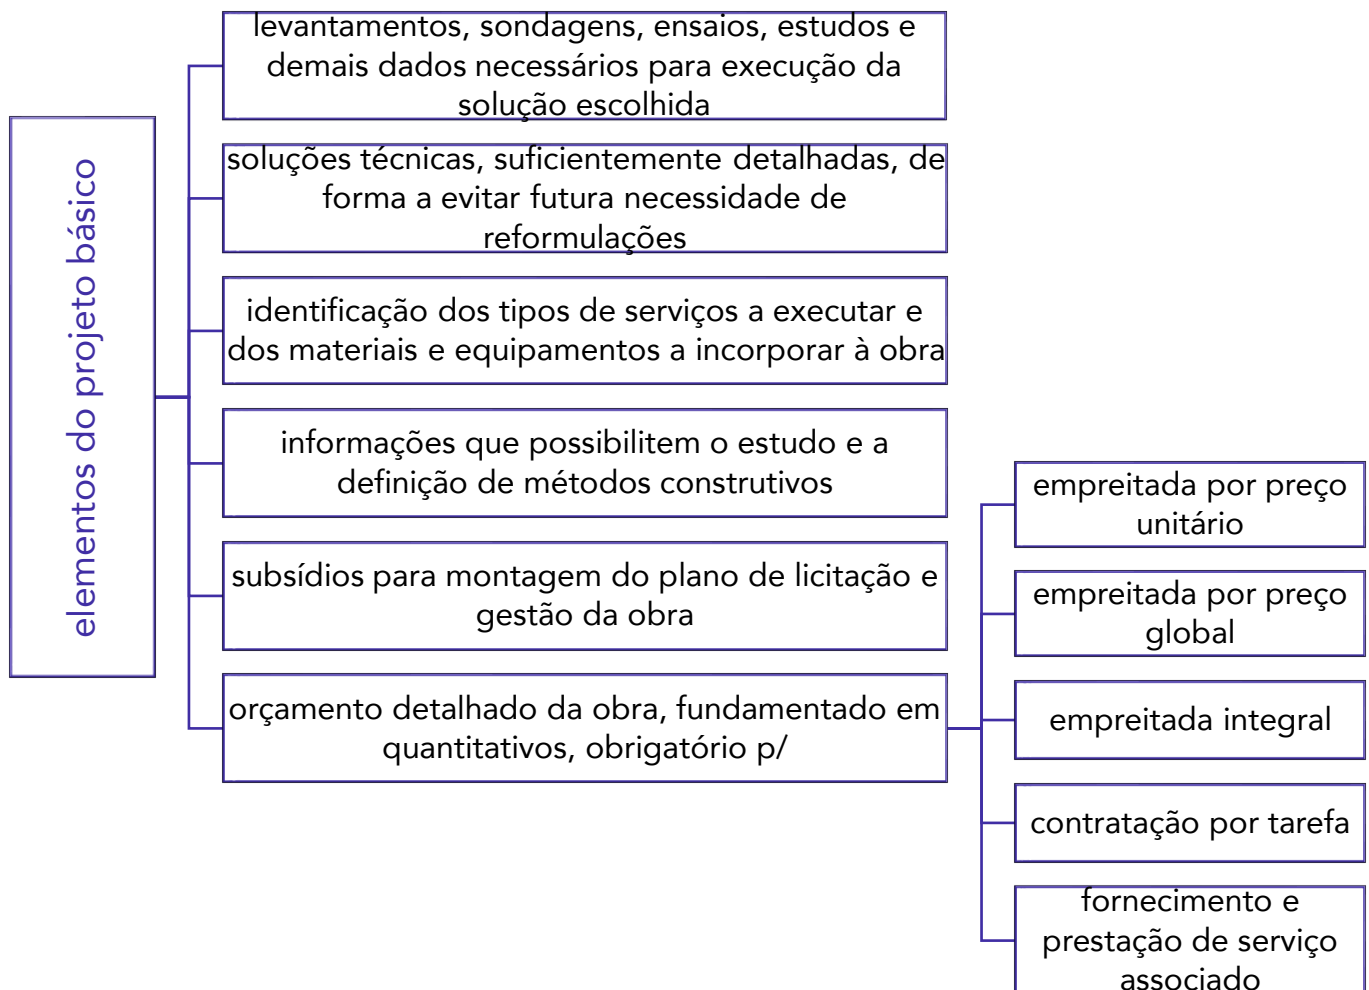 elementos do projeto básico
levantamentos, sondagens, ensaios, estudos e
demais dados necessários para execução da
solução escolhida
soluções técnicas, suficientemente detalhadas, de
forma a evitar futura necessidade de
reformulações
identificação dos tipos de serviços a executar e
dos materiais e equipamentos a incorporar à obra
informações que possibilitem o estudo e a
definição de métodos construtivos
subsídios para montagem do plano de licitação e
gestão da obra
orçamento detalhado da obra, fundamentado em
quantitativos, obrigatório p/
empreitada por preço
unitário
empreitada por preço
global
empreitada integral
contratação por tarefa
fornecimento e
prestação de serviço
associado